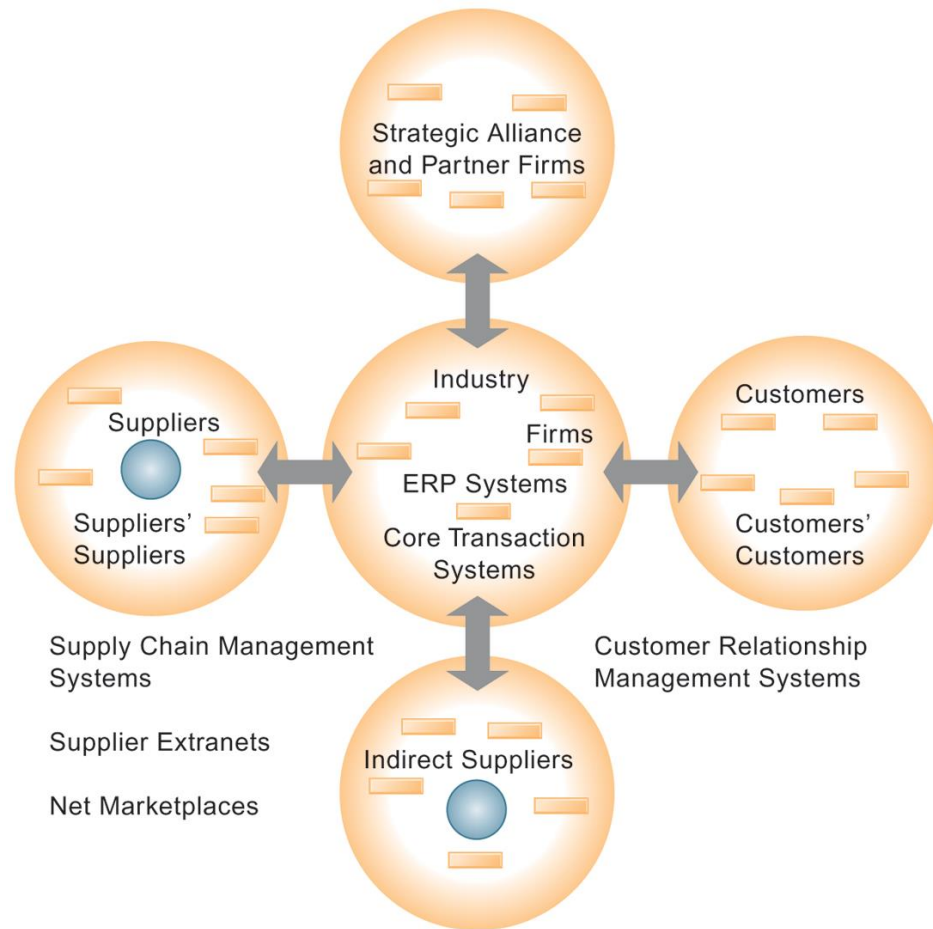 Strategic Alliance
and Partner Firms
Industry
Firms
ERP Systems
Core Transaction
Systems
Suppliers
Suppliers’
Suppliers
Customers
Customers’
Customers
Supply Chain Management
Systems
Supplier Extranets
Net Marketplaces
Customer Relationship
Management Systems
Indirect Suppliers